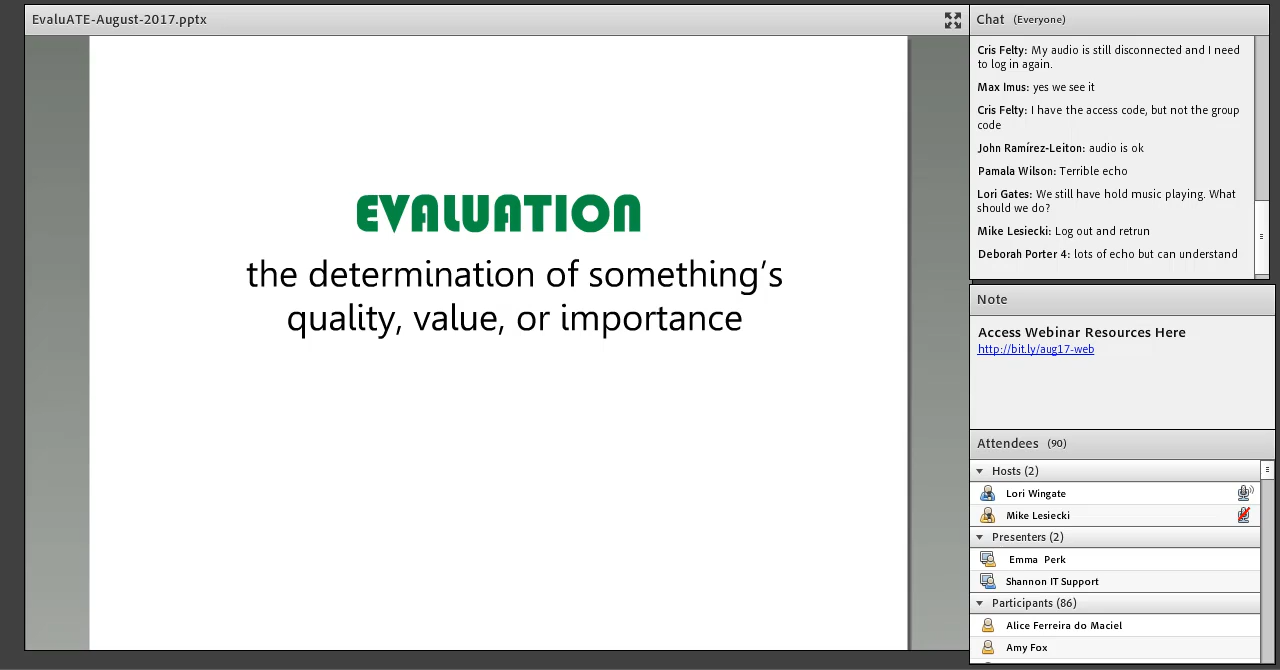 EvaluATE-August-2017.pptx
EVALUATION
the determination of something’s
quality, value, or importance
Chat (Everyone)
Cris Felty: My audio is still disconnected and I need
to log in again.
Max Imus: yes we see it
Cris Felty: I have the access code, but not the group
code
John Ramírez-Leiton: audio is ok
Pamala Wilson: Terrible echo
Lori Gates: We still have hold music playing. What
should we do?
Mike Lesiecki: Log out and retrun
Deborah Porter 4: lots of echo but can understand
Note
Access Webinar Resources Here
http://bit.ly/aug17-web
Attendees (90)
Hosts (2)
Lori Wingate
Mike Lesiecki
Presenters (2)
Emma Perk
Shannon IT Support
Participants (86)
Alice Ferreira do Maciel
Amy Fox